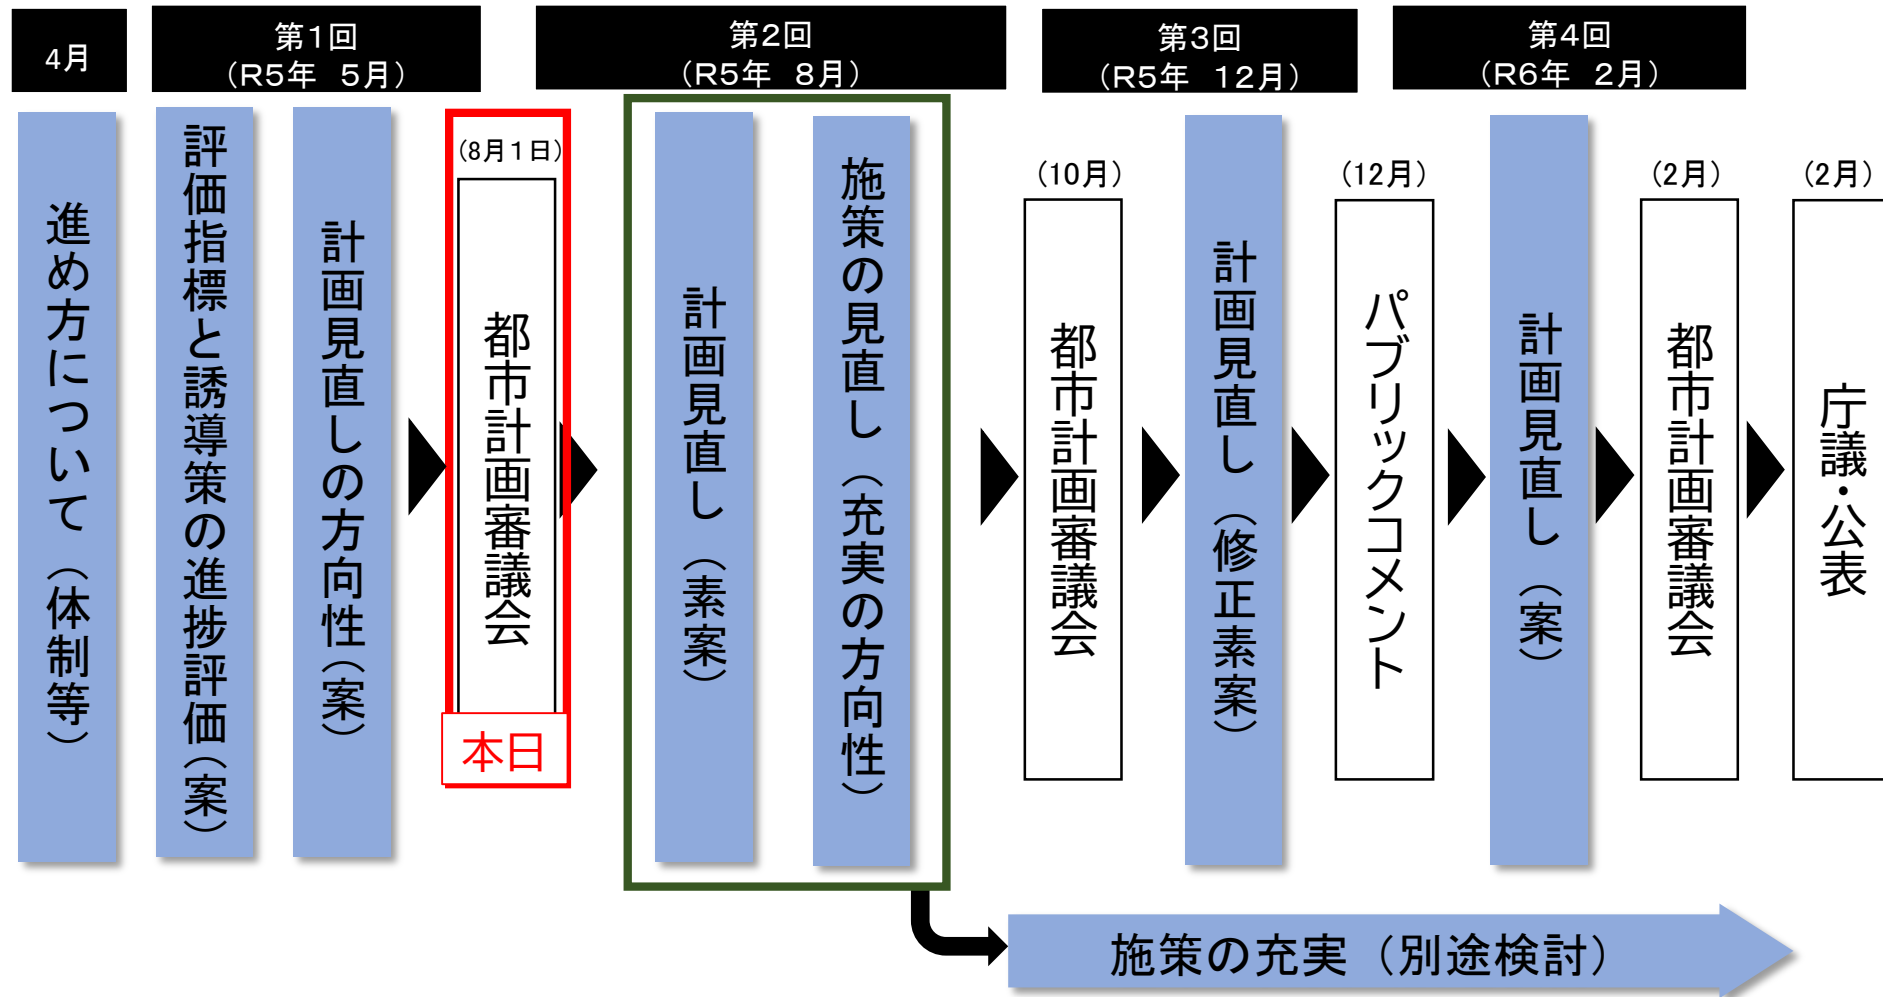 4月
第1回
（R5年　5月）
第2回
（R5年　8月）
第3回
（R5年　12月）
第4回
（R6年　2月）
進め方について（体制等）
評価指標と誘導策の進捗評価（案）
計画見直しの方向性（案）
（8月1日）
都市計画審議会
本日
計画見直し（素案）
施策の見直し（充実の方向性）
（10月）
都市計画審議会
計画見直し（修正素案）
（12月）
パブリックコメント
計画見直し（案）
（2月）
都市計画審議会
（2月）
庁議・公表
施策の充実（別途検討）